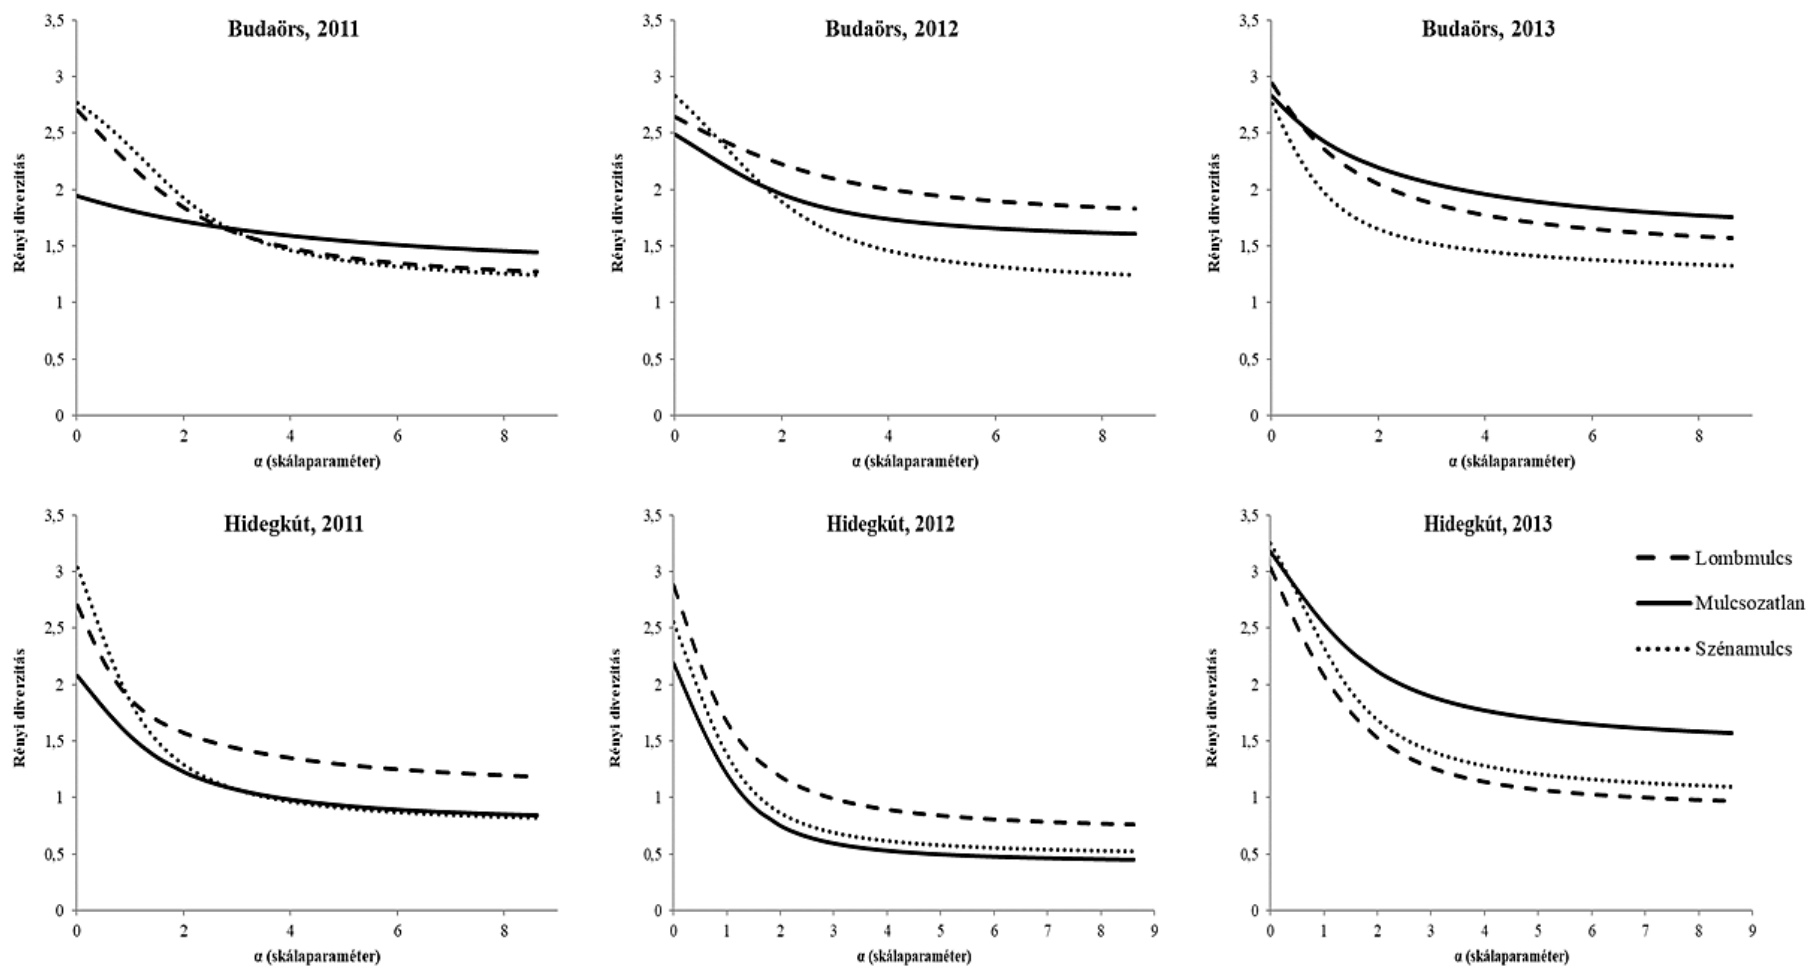 Budaörs, 2011
3,5
3
2,5
2
1,5
1
0,5
0
Rényi diverzitás
0 2 4 6 8
α (skálaparaméter)
Budaörs, 2012
3,5
3
2,5
2
1,5
1
0,5
0
Rényi diverzitás
0 2 4 6 8
α (skálaparaméter)
Budaörs, 2013
3,5
3
2,5
2
1,5
1
0,5
0
Rényi diverzitás
0 2 4 6 8
α (skálaparaméter)
Hidegkút, 2011
3,5
3
2,5
2
1,5
1
0,5
0
Rényi diverzitás
0 2 4 6 8
α (skálaparaméter)
Hidegkút, 2012
3,5
3
2,5
2
1,5
1
0,5
0
Rényi diverzitás
0 1 2 3 4 5 6 7 8 9
α (skálaparaméter)
Hidegkút, 2013
3,5
3
2,5
2
1,5
1
0,5
0
Rényi diverzitás
0 1 2 3 4 5 6 7 8 9
α (skálaparaméter)
Lombmulcs
Mulcsozatlan
Szénamulcs